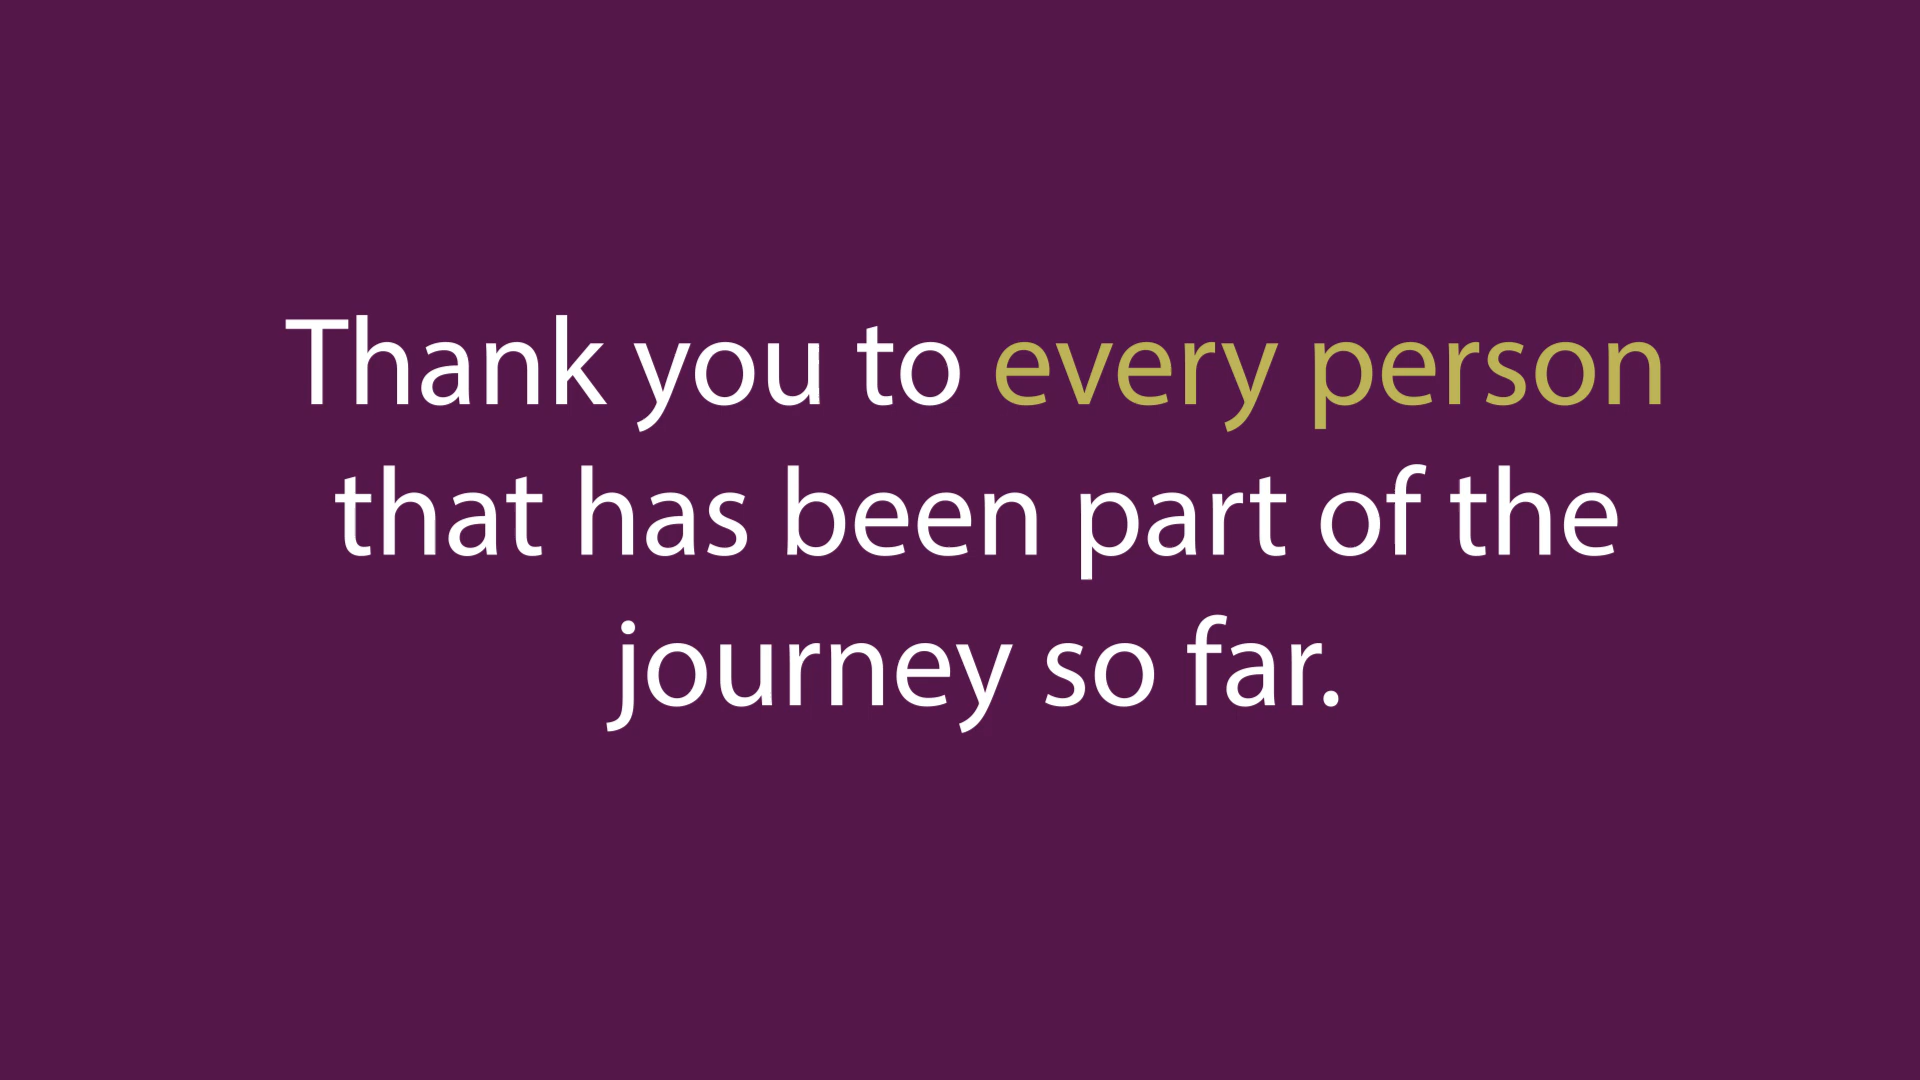 Thank you to every person
that has been part of the
journey so far.